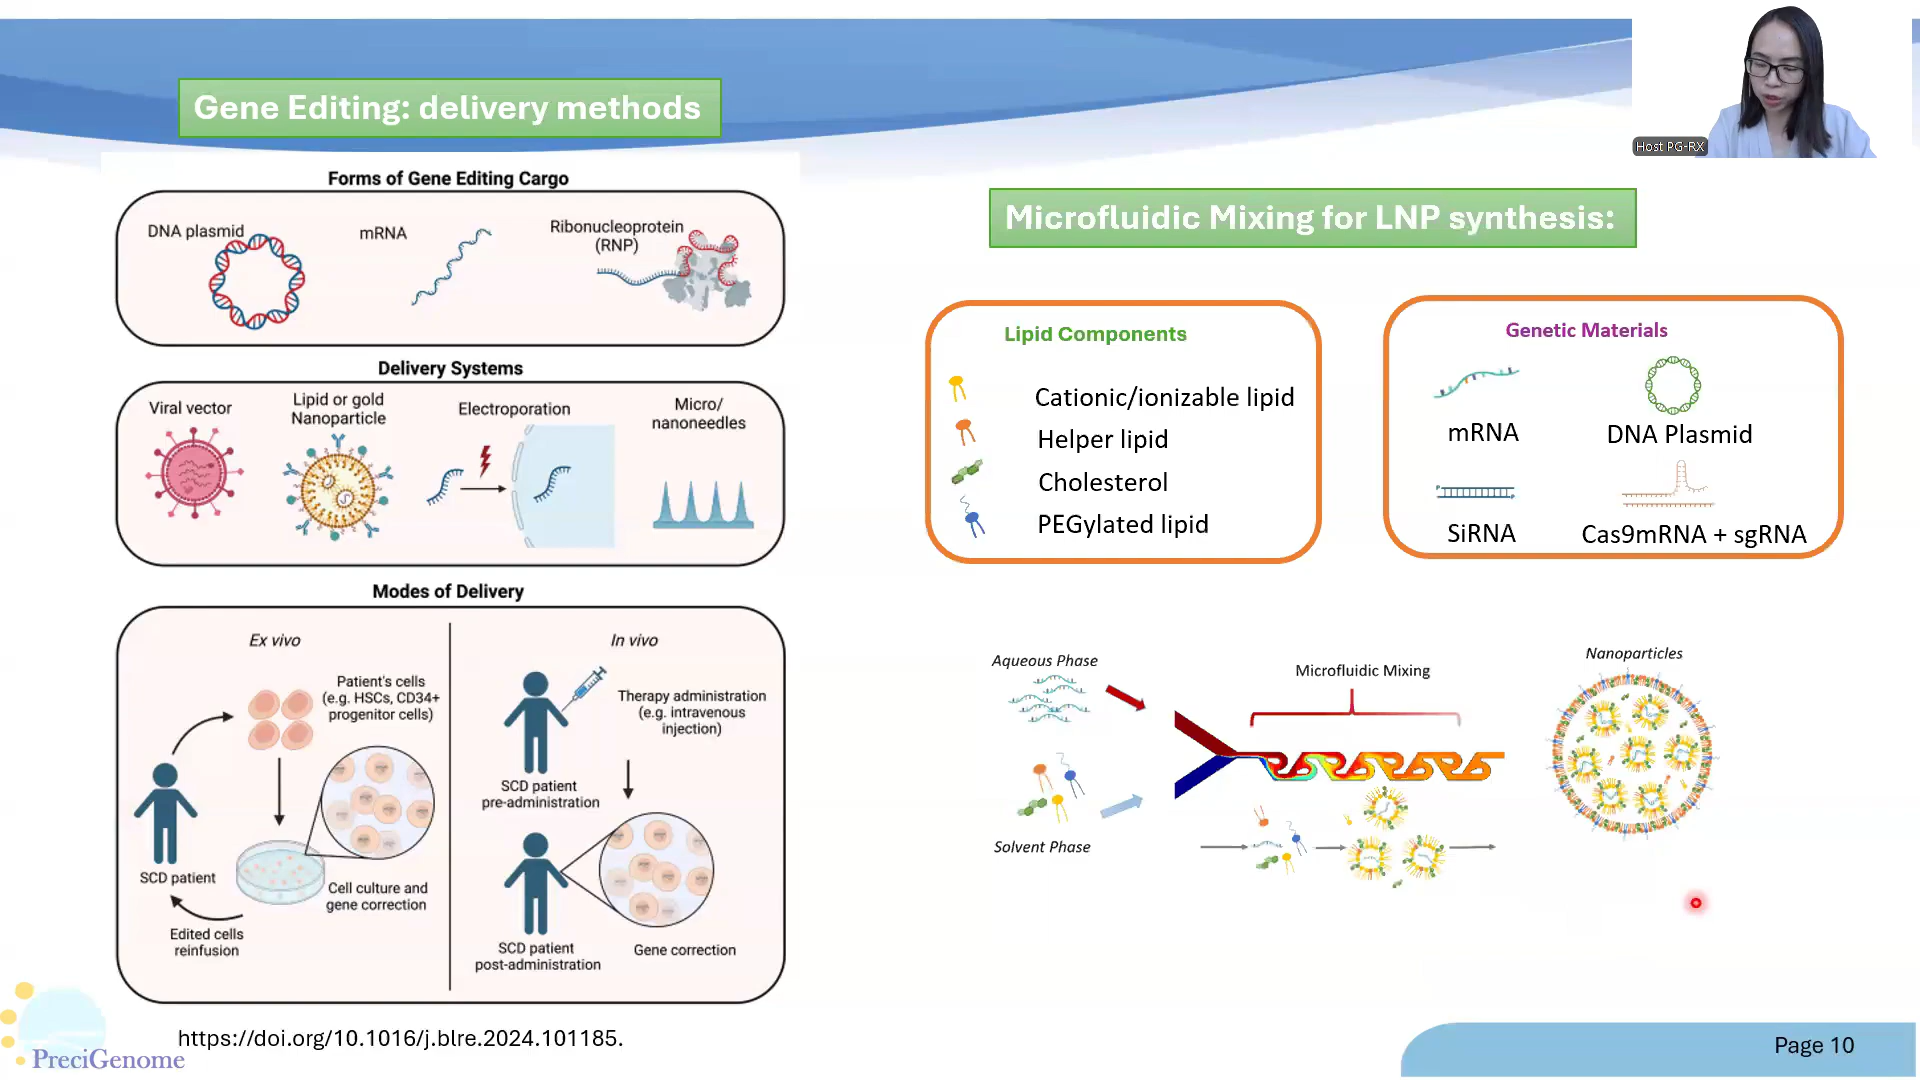 Gene Editing: delivery methods
Forms of Gene Editing Cargo
DNA plasmid
mRNA
Ribonucleoprotein
(RNP)
Delivery Systems
Viral vector
Lipid or gold
Nanoparticle
Electroporation
Micro/
nanoneedles
Modes of Delivery
Ex vivo
Patient's cells
(e.g. HSCs, CD34+
progenitor cells)
SCD patient
Cell culture and
gene correction
Edited cells
reinfusion
In vivo
Therapy administration
(e.g. intravenous
injection)
SCD patient
pre-administration
SCD patient
post-administration
Gene correction
https://doi.org/10.1016/j.blre.2024.101185.
PreciGenome
Host PG-RX
Microfluidic Mixing for LNP synthesis:
Lipid Components
Cationic/ionizable lipid
Helper lipid
Cholesterol
PEGylated lipid
Genetic Materials
mRNA
DNA Plasmid
SiRNA
Cas9mRNA + sgRNA
Aqueous Phase
Solvent Phase
Microfluidic Mixing
Nanoparticles
Page 10